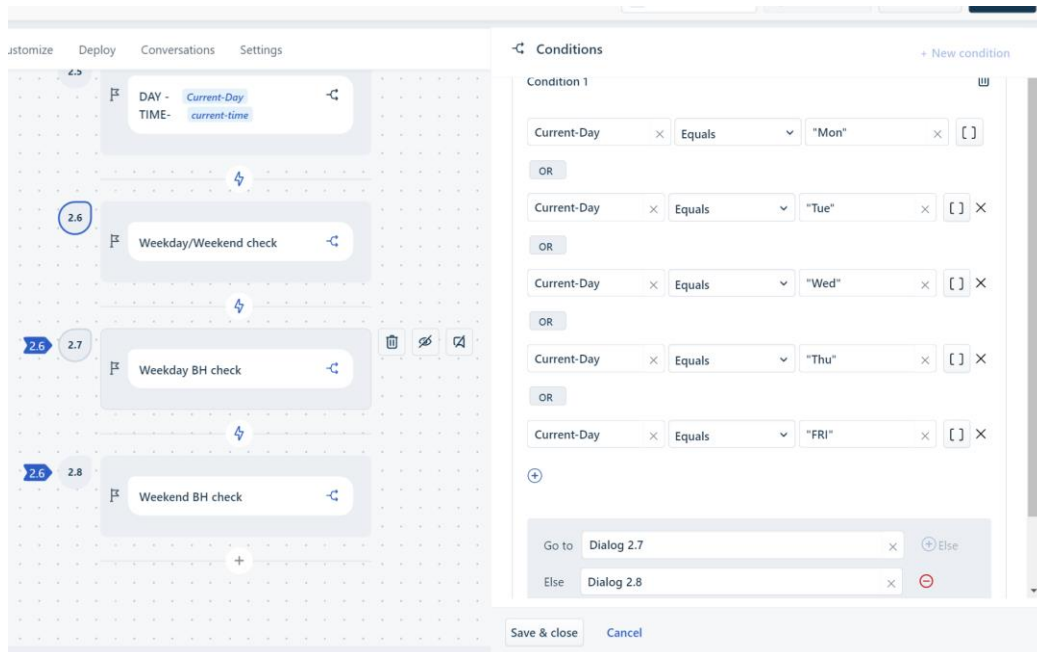 ustomize Deploy Conversations Settings
2.5
DAY - Current-Day
TIME- current-time
2.6
Weekday/Weekend check
2.6 2.7
Weekday BH check
2.6 2.8
Weekend BH check
+
Conditions
+ New condition
Condition 1
Current-Day × Equals "Mon" × [ ]
OR
Current-Day × Equals "Tue" × [ ] ×
OR
Current-Day × Equals "Wed" × [ ] ×
OR
Current-Day × Equals "Thu" × [ ] ×
OR
Current-Day × Equals "FRI" × [ ] ×
Go to Dialog 2.7 × Else
Else Dialog 2.8 ×
Save & close Cancel